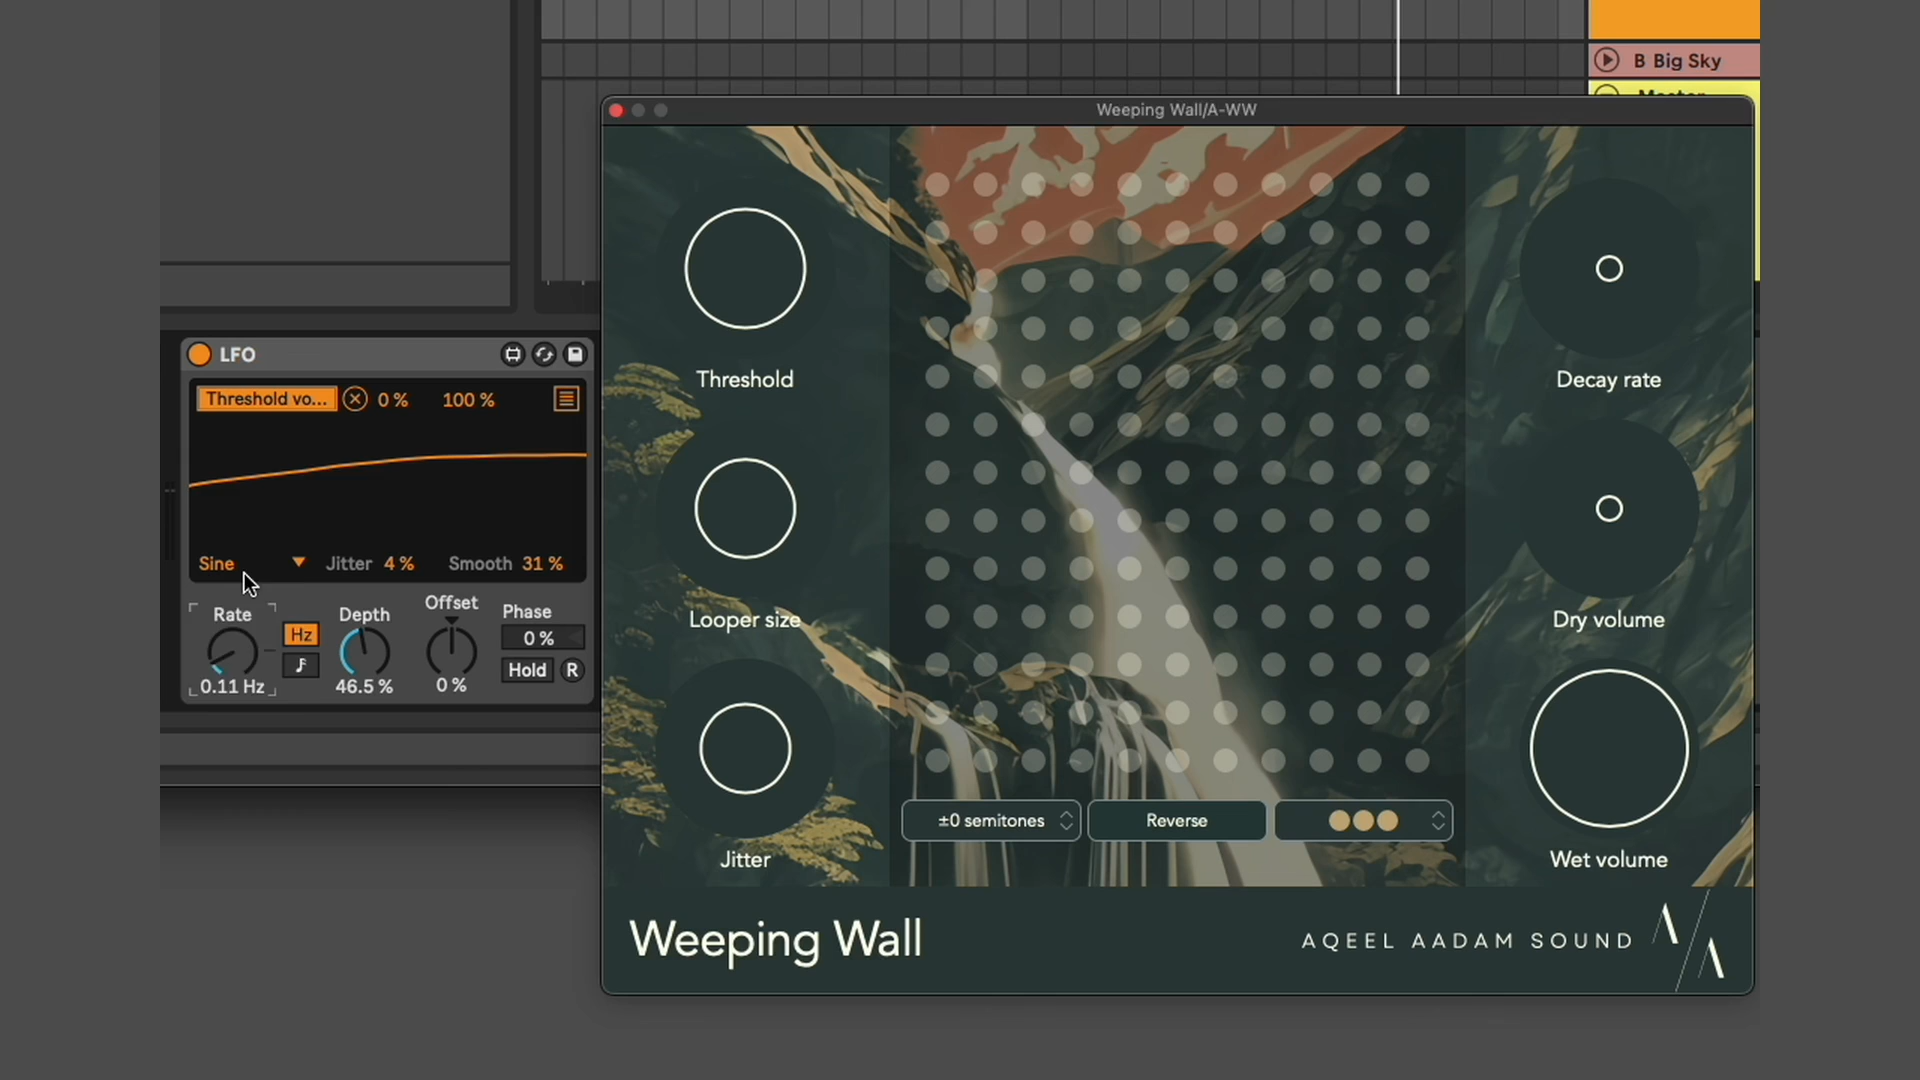 B Big Sky
Master
Weeping Wall/A-WW
LFO
Threshold vo... 0 % 100 %
Sine Jitter 4 % Smooth 31 %
Rate Depth Offset Phase
Hz 0 %
Hold R
0.11 Hz 46.5 % 0 %
Threshold
Decay rate
Looper size
Dry volume
±0 semitones Reverse
Jitter
Wet volume
Weeping Wall
AQEEL AADAM SOUND